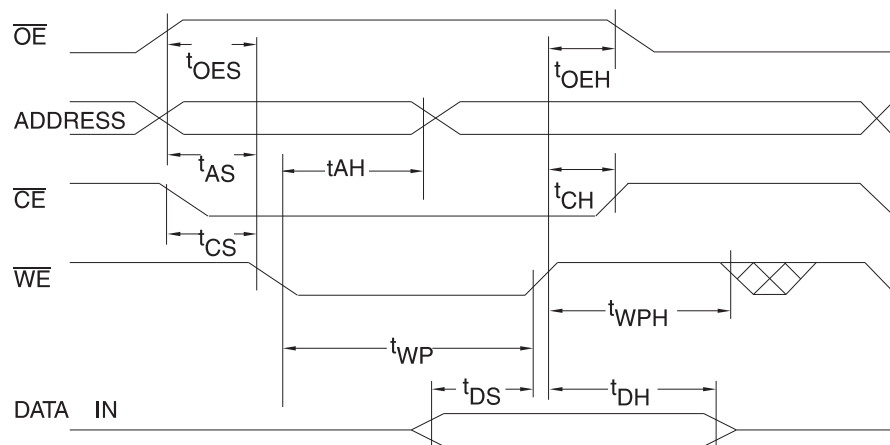 OE
tOES
tOEH
ADDRESS
tAS
tAH
tCH
CE
tCS
WE
tWPH
tWP
tDS
tDH
DATA IN